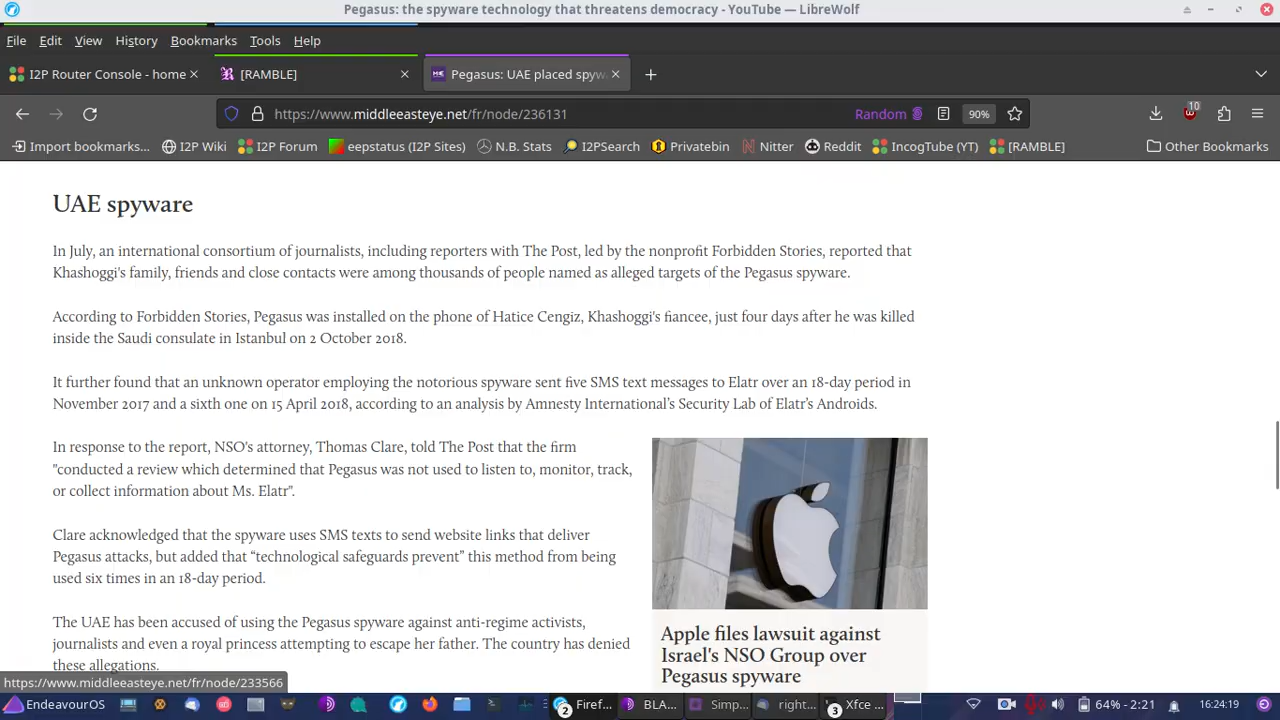 Pegasus: the spyware technology that threatens democracy - YouTube — LibreWolf
File Edit View History Bookmarks Tools Help
I2P Router Console - home
[RAMBLE]
Pegasus: UAE placed spyw
https://www.middleeasteye.net/fr/node/236131
Random
90%
10
Import bookmarks...
I2P Wiki
I2P Forum
eepstatus (I2P Sites)
N.B. Stats
I2PSearch
Privatebin
Nitter
Reddit
IncogTube (YT)
[RAMBLE]
Other Bookmarks
UAE spyware
In July, an international consortium of journalists, including reporters with The Post, led by the nonprofit Forbidden Stories, reported that
Khashoggi's family, friends and close contacts were among thousands of people named as alleged targets of the Pegasus spyware.
According to Forbidden Stories, Pegasus was installed on the phone of Hatice Cengiz, Khashoggi's fiancee, just four days after he was killed
inside the Saudi consulate in Istanbul on 2 October 2018.
It further found that an unknown operator employing the notorious spyware sent five SMS text messages to Elatr over an 18-day period in
November 2017 and a sixth one on 15 April 2018, according to an analysis by Amnesty International’s Security Lab of Elatr’s Androids.
In response to the report, NSO's attorney, Thomas Clare, told The Post that the firm
"conducted a review which determined that Pegasus was not used to listen to, monitor, track,
or collect information about Ms. Elatr".
Clare acknowledged that the spyware uses SMS texts to send website links that deliver
Pegasus attacks, but added that “technological safeguards prevent” this method from being
used six times in an 18-day period.
The UAE has been accused of using the Pegasus spyware against anti-regime activists,
journalists and even a royal princess attempting to escape her father. The country has denied
these allegations.
Apple files lawsuit against
Israel's NSO Group over
Pegasus spyware
https://www.middleeasteye.net/fr/node/233566
EndeavourOS
2
Firef...
BLA...
Simp...
right...
3
Xfce ...
64% - 2:21
16:24:19